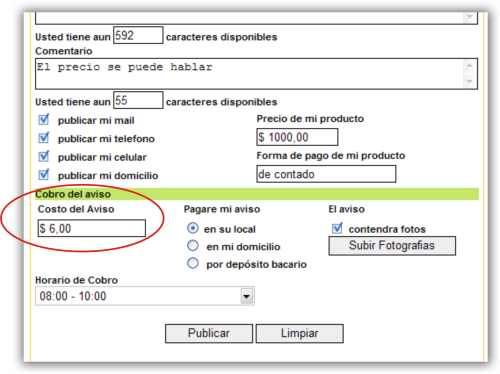 Usted tiene aun 592 caracteres disponibles
Comentario
El precio se puede hablar
Usted tiene aun 55 caracteres disponibles
publicar mi mail
Precio de mi producto
publicar mi telefono
$ 1000,00
publicar mi celular
Forma de pago de mi producto
publicar mi domicilio
de contado
Cobro del aviso
Costo del Aviso
Pagare mi aviso
El aviso
$ 6,00
en su local
contendra fotos
en mi domicilio
Subir Fotografias
por depósito bacario
Horario de Cobro
08:00 - 10:00
Publicar
Limpiar